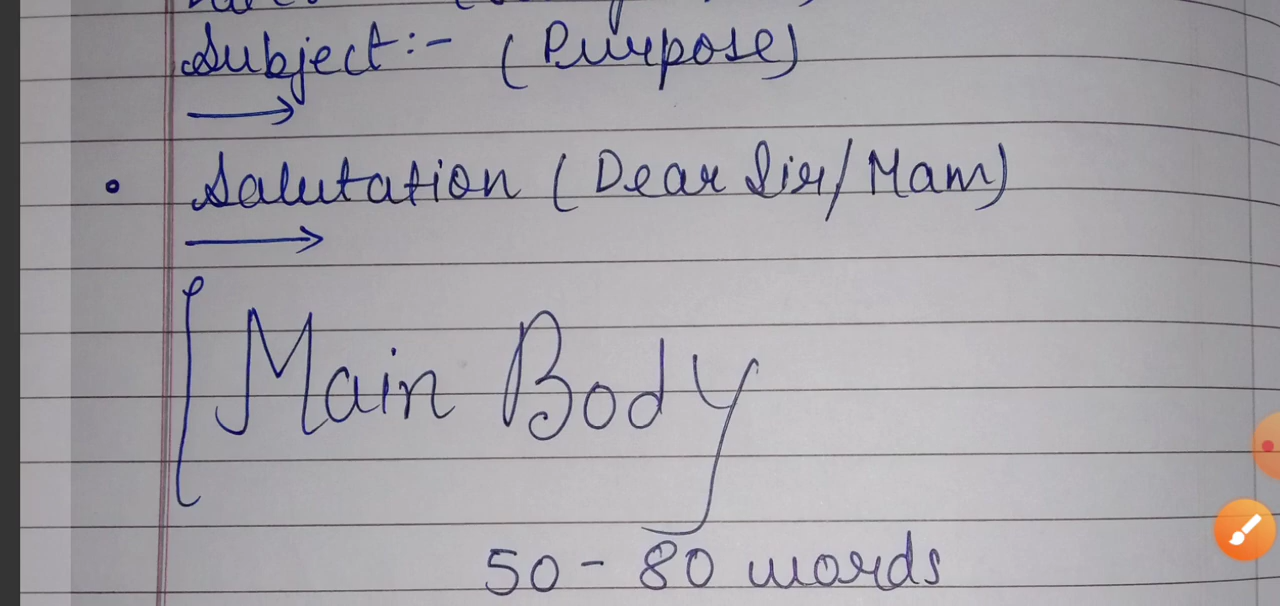 Subject:- (Purpose)
• Salutation (Dear Sir/Mam)
[Main Body
50 - 80 words